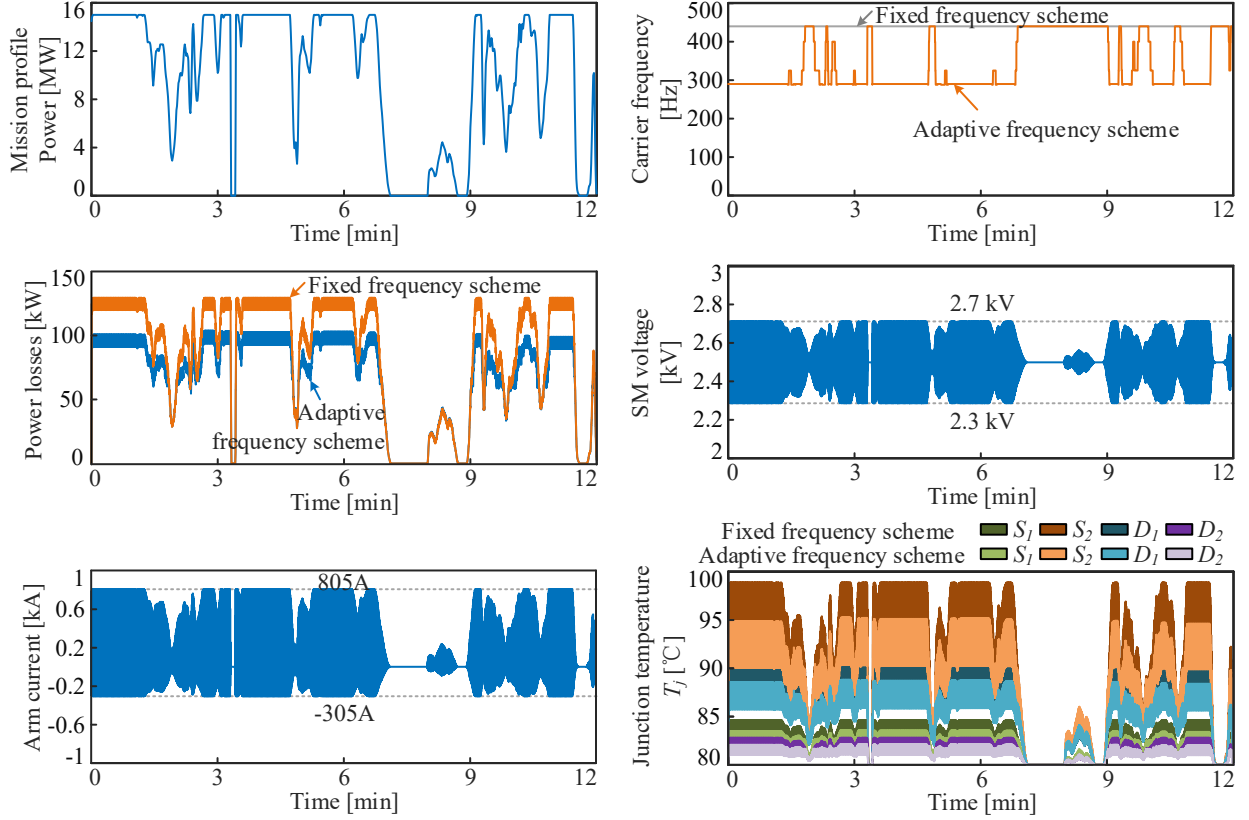 Mission profile
Power [MW]
16
12
8
4
0
0
3
6
9
12
Time [min]
Carrier frequency
[Hz]
500
400
300
200
100
0
Fixed frequency scheme
Adaptive frequency scheme
0
3
6
9
12
Time [min]
Power losses [kW]
150
100
50
0
Fixed frequency scheme
Adaptive
frequency scheme
0
3
6
9
12
Time [min]
SM voltage
[kV]
3
2.8
2.6
2.4
2.2
2
2.7 kV
2.3 kV
0
3
6
9
12
Time [min]
Arm current [kA]
1
0.6
0.2
-0.2
-0.6
-1
805A
-305A
0
3
6
9
12
Time [min]
Fixed frequency scheme S1 S2 D1 D2
Adaptive frequency scheme S1 S2 D1 D2
Junction temperature
Tj [℃]
100
95
90
85
80
0
3
6
9
12
Time [min]